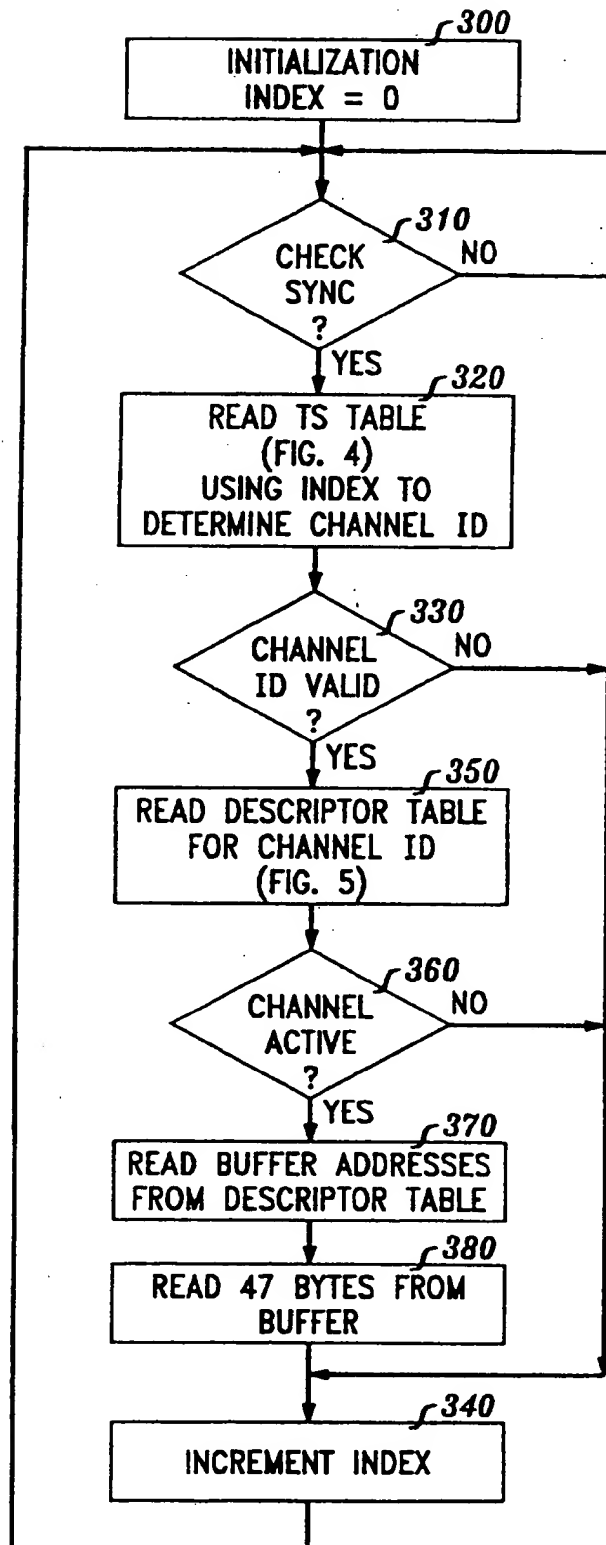 300
INITIALIZATION
INDEX = 0
310
CHECK
SYNC
?
NO
YES
320
READ TS TABLE
(FIG. 4)
USING INDEX TO
DETERMINE CHANNEL ID
330
CHANNEL
ID VALID
?
NO
YES
350
READ DESCRIPTOR TABLE
FOR CHANNEL ID
(FIG. 5)
360
CHANNEL
ACTIVE
?
NO
YES
370
READ BUFFER ADDRESSES
FROM DESCRIPTOR TABLE
380
READ 47 BYTES FROM
BUFFER
340
INCREMENT INDEX